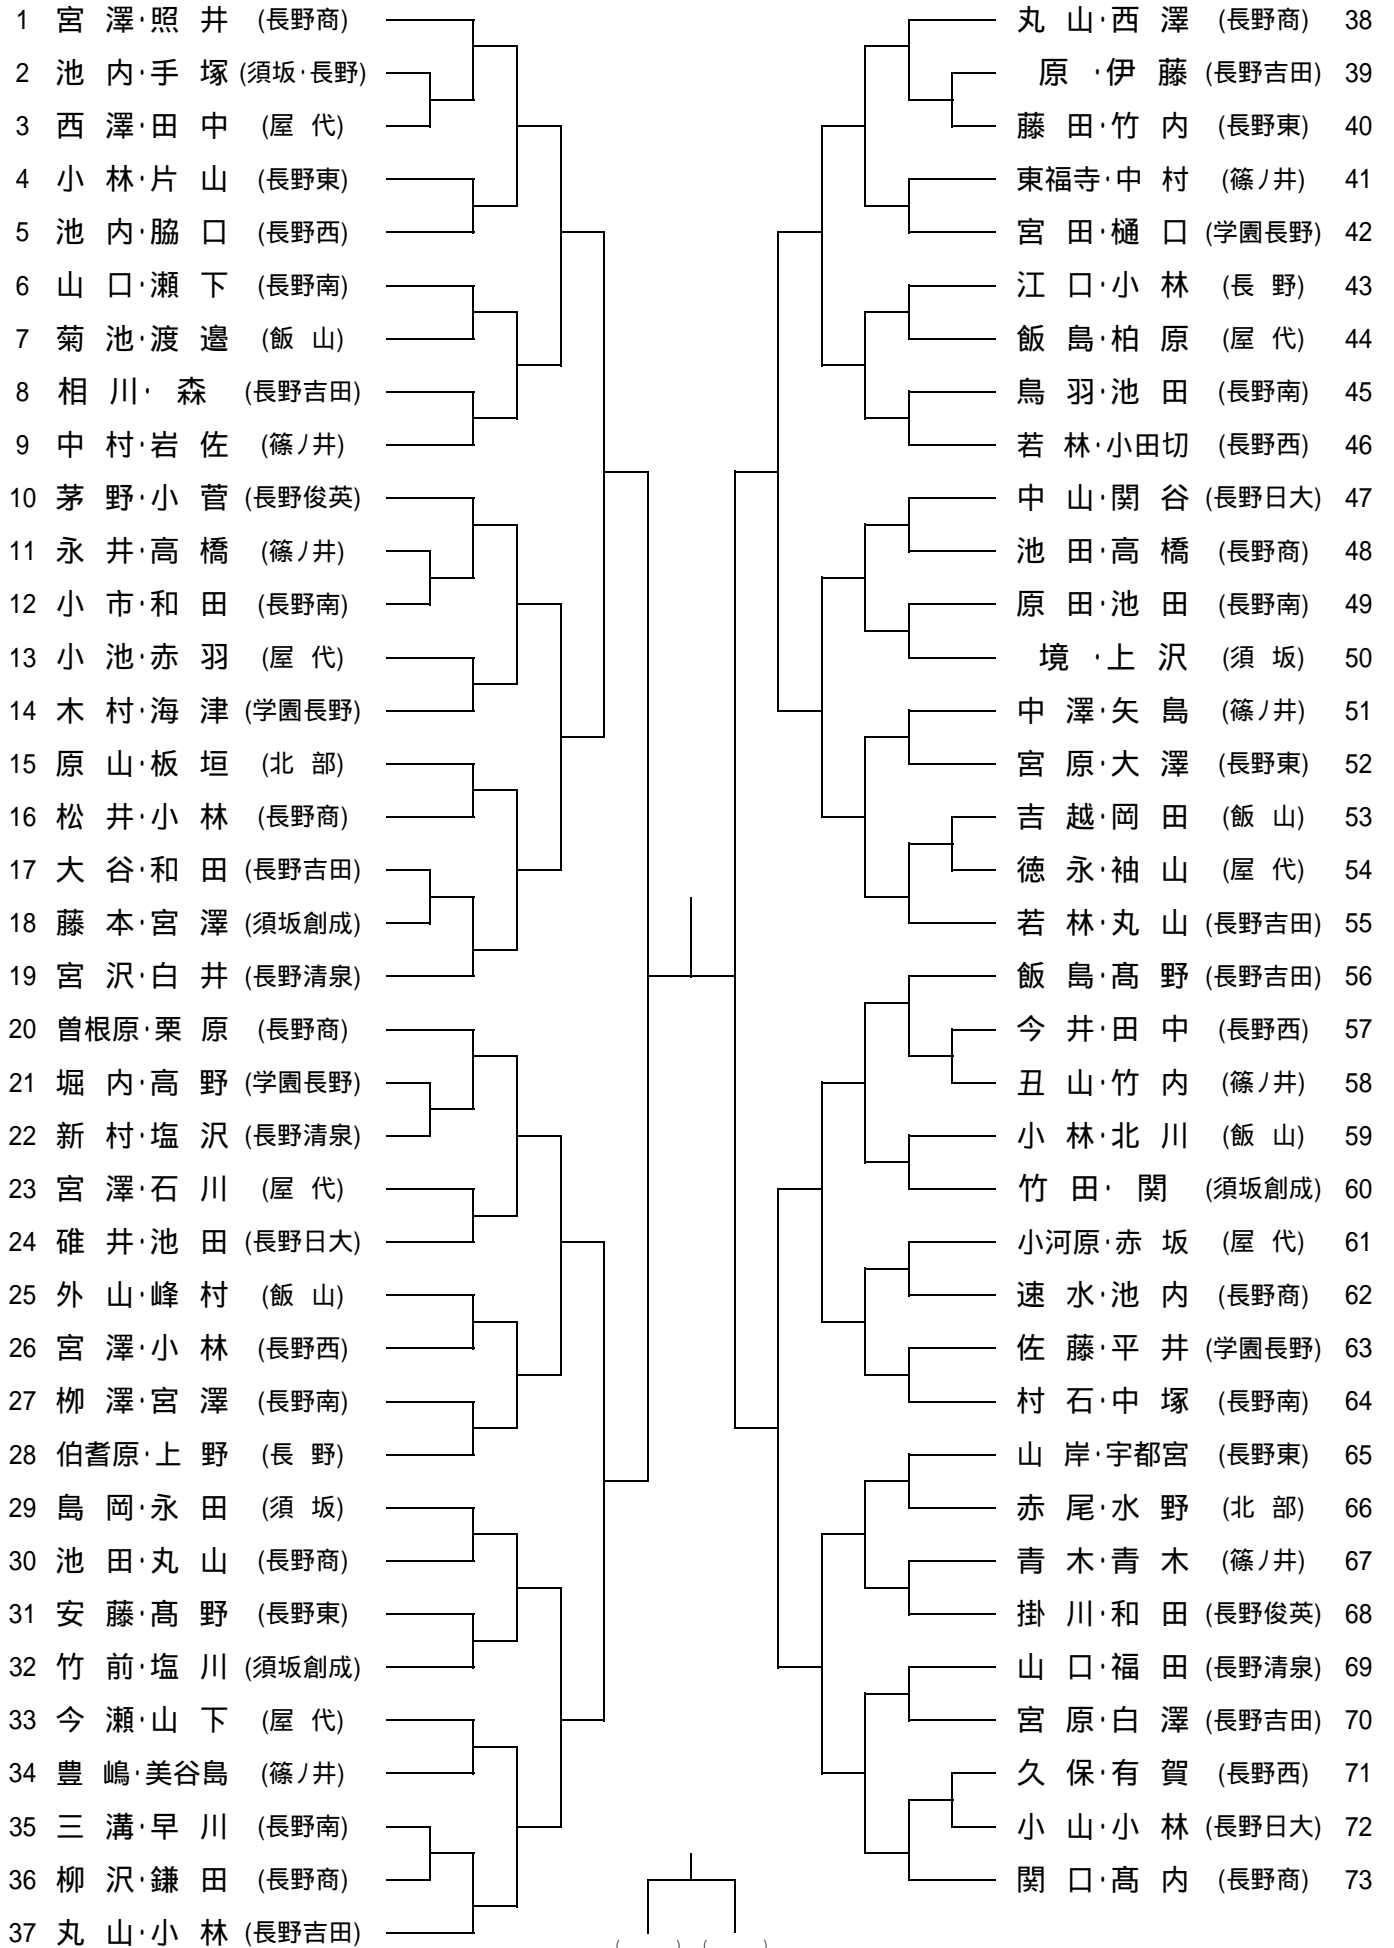 1 宮 澤・照 井 (長野商)
2 池 内・手 塚 (須坂・長野)
3 西 澤・田 中 (屋 代)
4 小 林・片 山 (長野東)
5 池 内・脇 口 (長野西)
6 山 口・瀬 下 (長野南)
7 菊 池・渡 邉 (飯 山)
8 相 川・ 森 (長野吉田)
9 中 村・岩 佐 (篠ノ井)
10 茅 野・小 菅 (長野俊英)
11 永 井・高 橋 (篠ノ井)
12 小 市・和 田 (長野南)
13 小 池・赤 羽 (屋 代)
14 木 村・海 津 (学園長野)
15 原 山・板 垣 (北 部)
16 松 井・小 林 (長野商)
17 大 谷・和 田 (長野吉田)
18 藤 本・宮 澤 (須坂創成)
19 宮 沢・白 井 (長野清泉)
20 曽根原・栗 原 (長野商)
21 堀 内・高 野 (学園長野)
22 新 村・塩 沢 (長野清泉)
23 宮 澤・石 川 (屋 代)
24 碓 井・池 田 (長野日大)
25 外 山・峰 村 (飯 山)
26 宮 澤・小 林 (長野西)
27 栁 澤・宮 澤 (長野南)
28 伯耆原・上 野 (長 野)
29 島 岡・永 田 (須 坂)
30 池 田・丸 山 (長野商)
31 安 藤・髙 野 (長野東)
32 竹 前・塩 川 (須坂創成)
33 今 瀬・山 下 (屋 代)
34 豊 嶋・美谷島 (篠ノ井)
35 三 溝・早 川 (長野南)
36 柳 沢・鎌 田 (長野商)
37 丸 山・小 林 (長野吉田)
丸 山・西 澤 (長野商) 38
原 ・伊 藤 (長野吉田) 39
藤 田・竹 内 (長野東) 40
東福寺・中 村 (篠ノ井) 41
宮 田・樋 口 (学園長野) 42
江 口・小 林 (長 野) 43
飯 島・柏 原 (屋 代) 44
鳥 羽・池 田 (長野南) 45
若 林・小田切 (長野西) 46
中 山・関 谷 (長野日大) 47
池 田・高 橋 (長野商) 48
原 田・池 田 (長野南) 49
境 ・上 沢 (須 坂) 50
中 澤・矢 島 (篠ノ井) 51
宮 原・大 澤 (長野東) 52
吉 越・岡 田 (飯 山) 53
徳 永・袖 山 (屋 代) 54
若 林・丸 山 (長野吉田) 55
飯 島・髙 野 (長野吉田) 56
今 井・田 中 (長野西) 57
丑 山・竹 内 (篠ノ井) 58
小 林・北 川 (飯 山) 59
竹 田・ 関 (須坂創成) 60
小河原・赤 坂 (屋 代) 61
速 水・池 内 (長野商) 62
佐 藤・平 井 (学園長野) 63
村 石・中 塚 (長野南) 64
山 岸・宇都宮 (長野東) 65
赤 尾・水 野 (北 部) 66
青 木・青 木 (篠ノ井) 67
掛 川・和 田 (長野俊英) 68
山 口・福 田 (長野清泉) 69
宮 原・白 澤 (長野吉田) 70
久 保・有 賀 (長野西) 71
小 山・小 林 (長野日大) 72
関 口・髙 内 (長野商) 73
( ) ( )